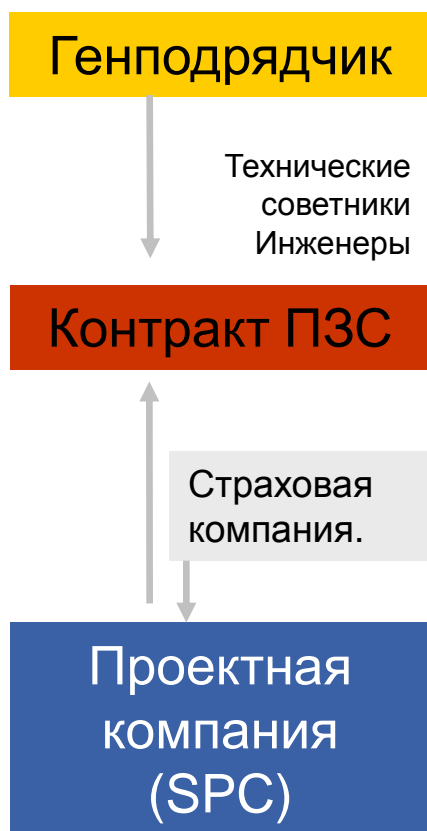 Генподрядчик
Технические
советники
Инженеры
Контракт ПЗС
Страховая
компания.
Проектная
компания
(SPC)